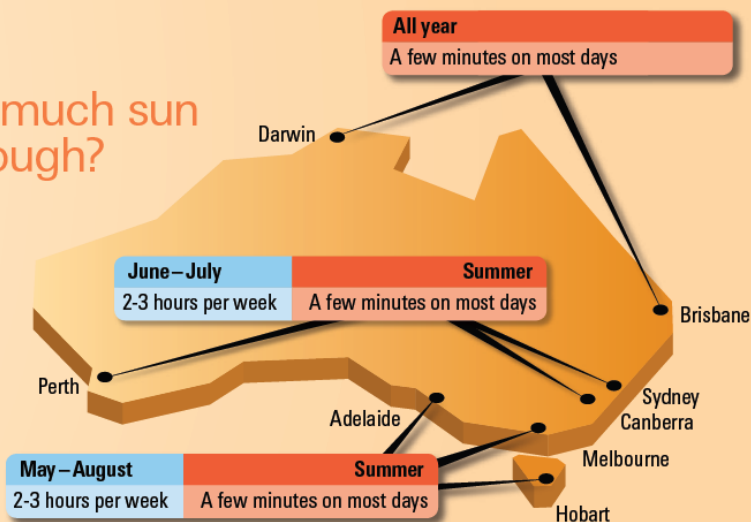 All year
A few minutes on most days
much sun
ough?
Darwin
June–July Summer
2-3 hours per week A few minutes on most days
Brisbane
Perth
Sydney
Adelaide
Canberra
Melbourne
May–August Summer
2-3 hours per week A few minutes on most days
Hobart